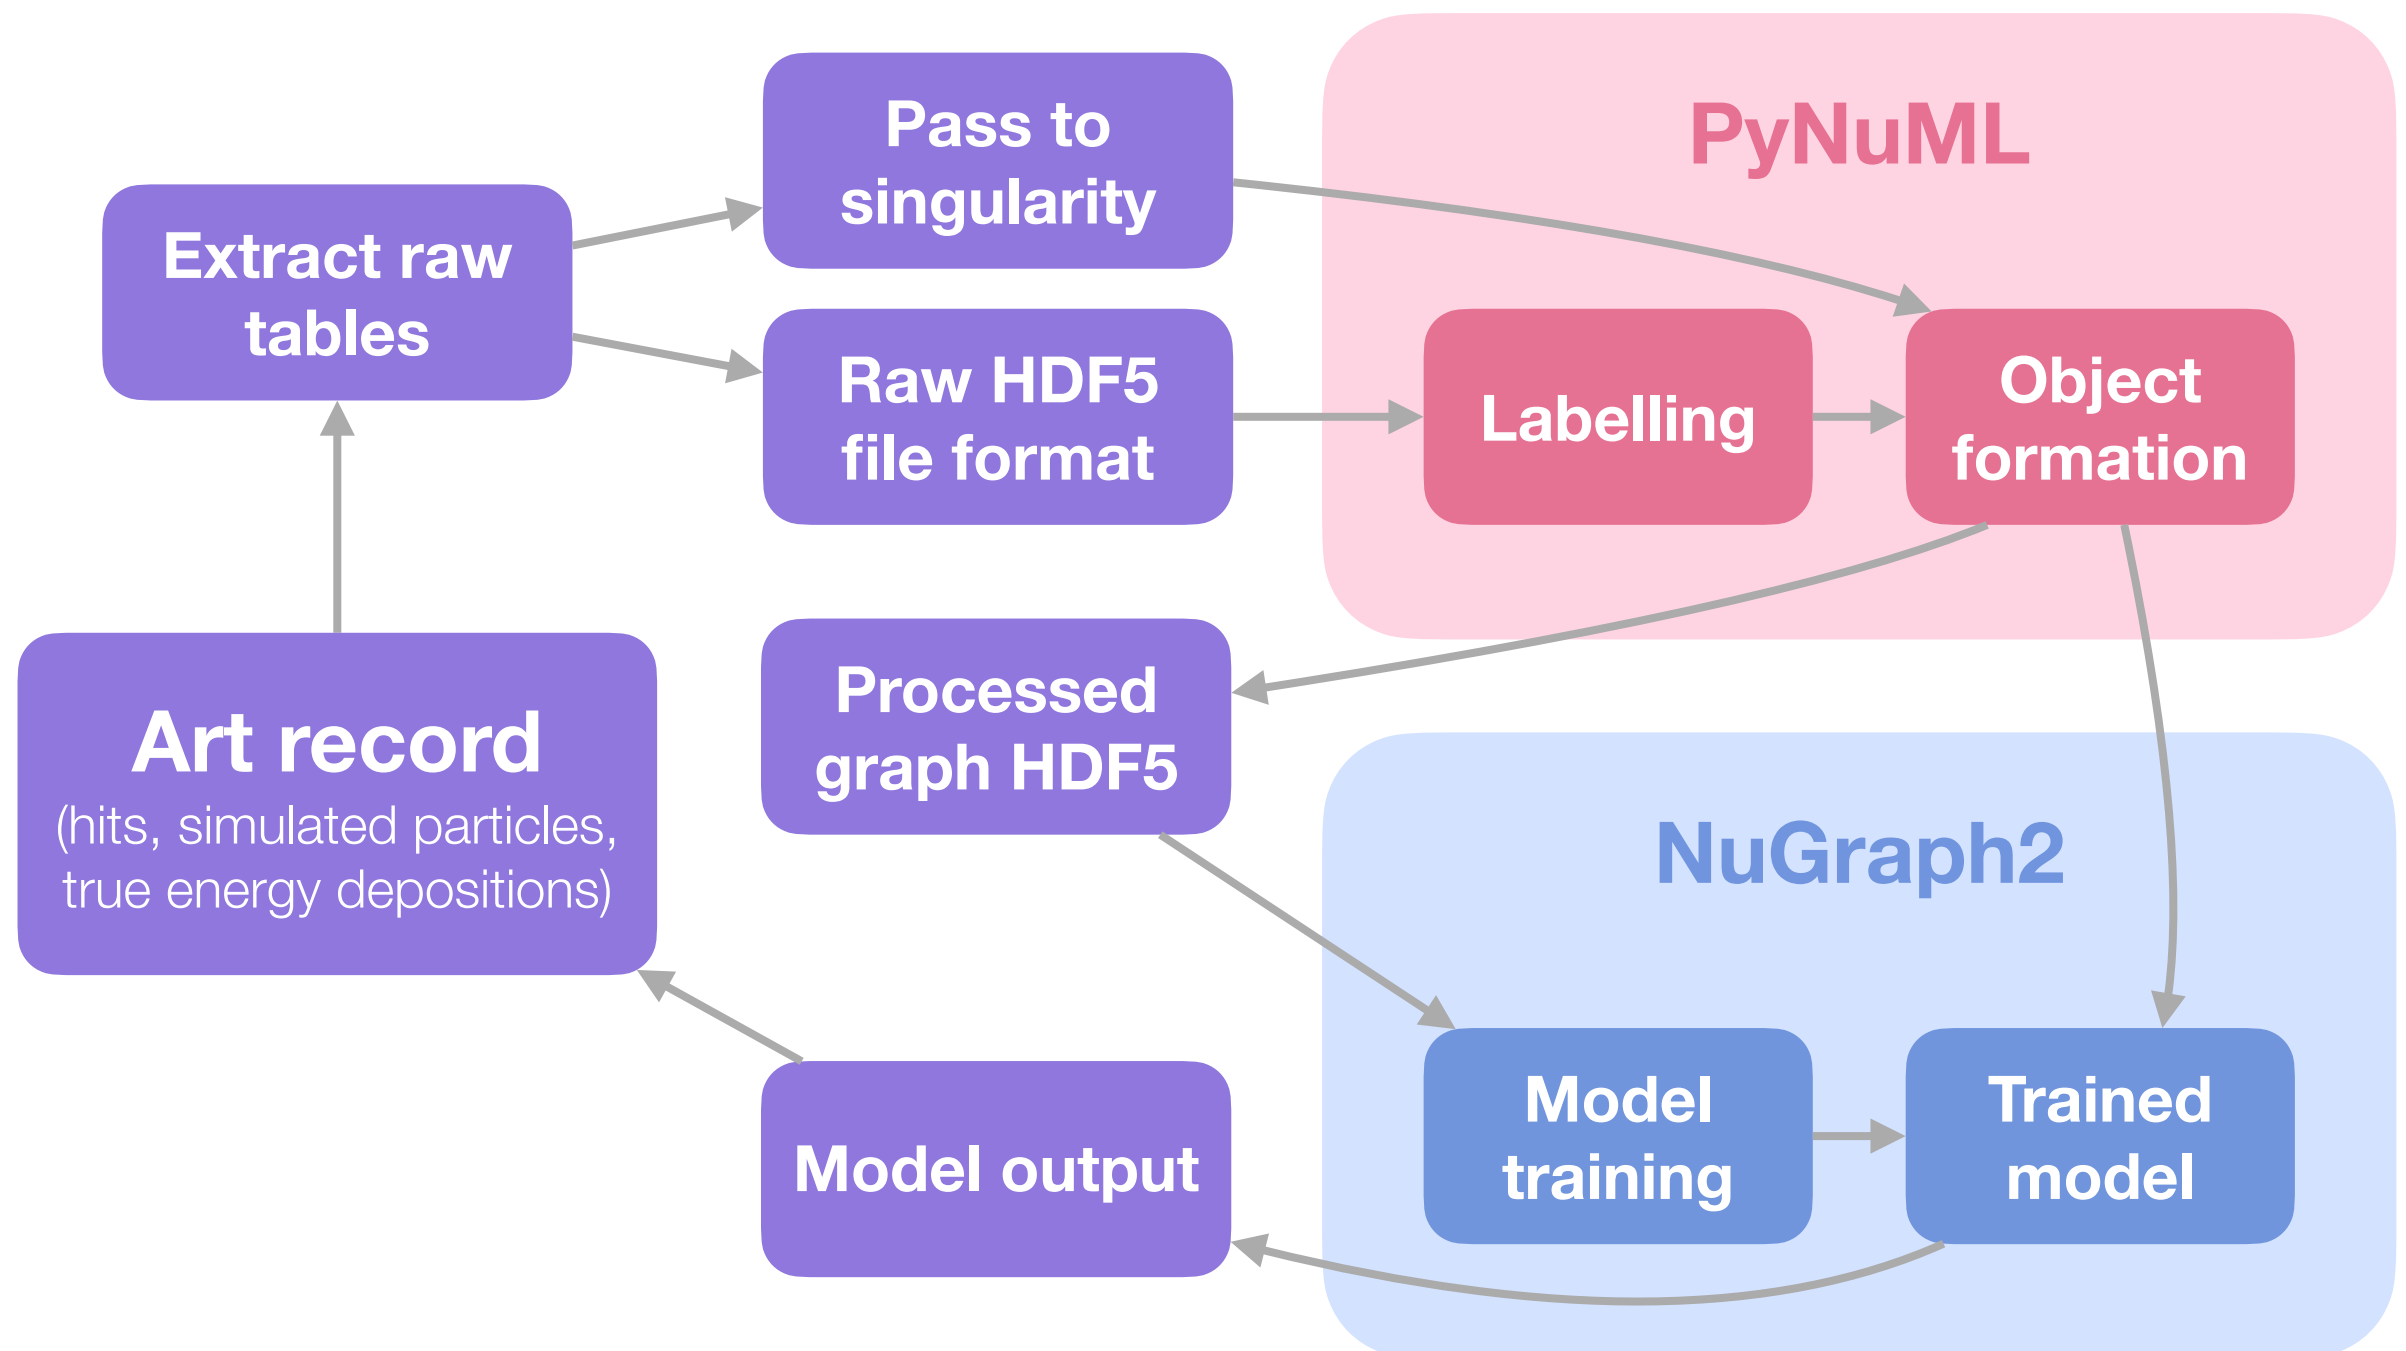 Pass to
singularity
PyNuML
Extract raw
tables
Raw HDF5
file format
Labelling
Object
formation
Processed
graph HDF5
Art record
(hits, simulated particles,
true energy depositions)
NuGraph2
Model output
Model
training
Trained
model